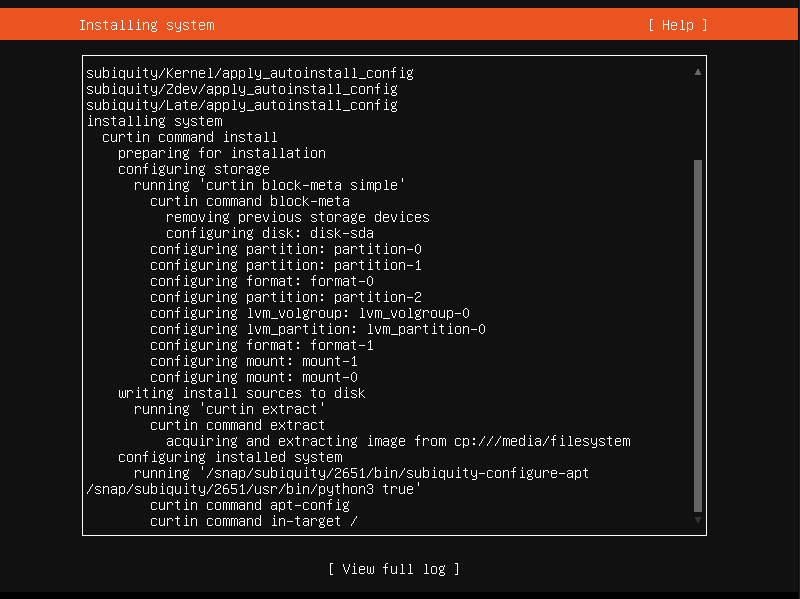 Installing system
[ Help ]
subiquity/Kernel/apply_autoinstall_config
subiquity/Zdev/apply_autoinstall_config
subiquity/Late/apply_autoinstall_config
installing system
curtin command install
preparing for installation
configuring storage
running 'curtin block-meta simple'
curtin command block-meta
removing previous storage devices
configuring disk: disk-sda
configuring partition: partition-0
configuring partition: partition-1
configuring format: format-0
configuring partition: partition-2
configuring lvm_volgroup: lvm_volgroup-0
configuring lvm_partition: lvm_partition-0
configuring format: format-1
configuring mount: mount-1
configuring mount: mount-0
writing install sources to disk
running 'curtin extract'
curtin command extract
acquiring and extracting image from cp:///media/filesystem
configuring installed system
running '/snap/subiquity/2651/bin/subiquity-configure-apt
/snap/subiquity/2651/usr/bin/python3 true'
curtin command apt-config
curtin command in-target /
[ View full log ]